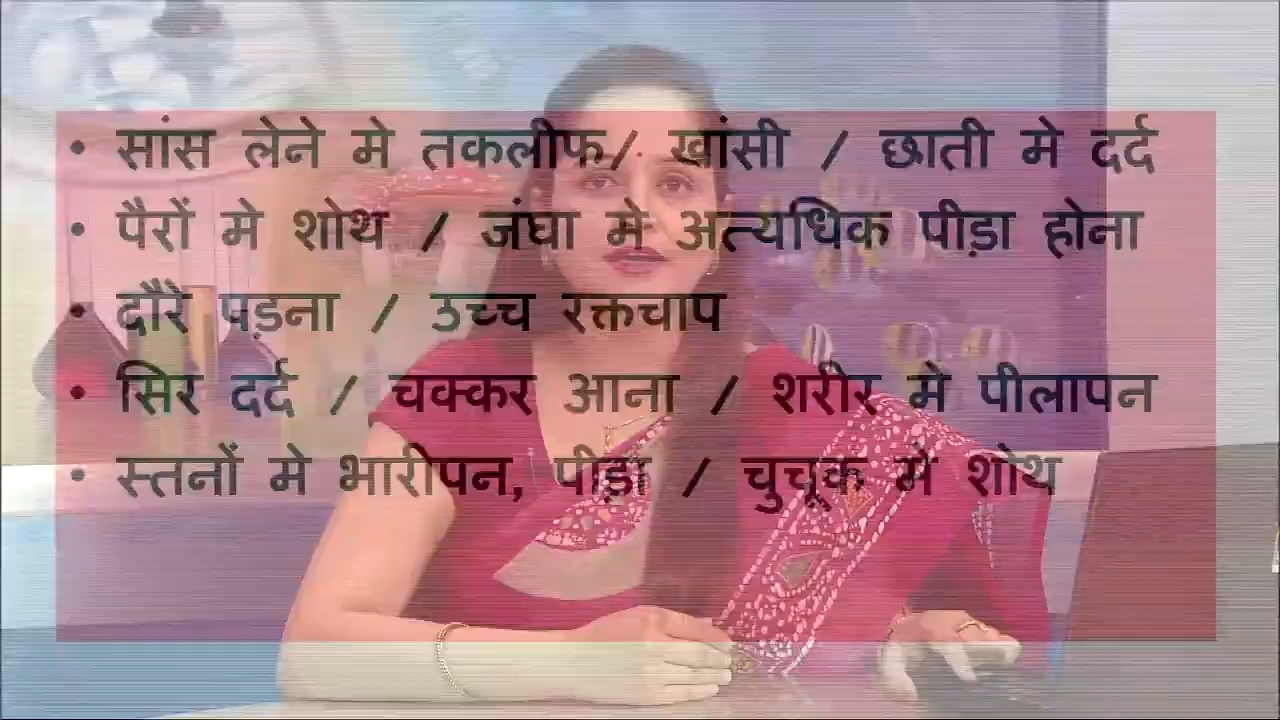 • सांस लेने मे तकलीफ/ खांसी / छाती मे दर्द
• पैरों मे शोथ / जंघा मे अत्यधिक पीड़ा होना
• दौरे पड़ना / उच्च रक्तचाप
• सिर दर्द / चक्कर आना / शरीर मे पीलापन
• स्तनों मे भारीपन, पीड़ा / चुचूक मे शोथ